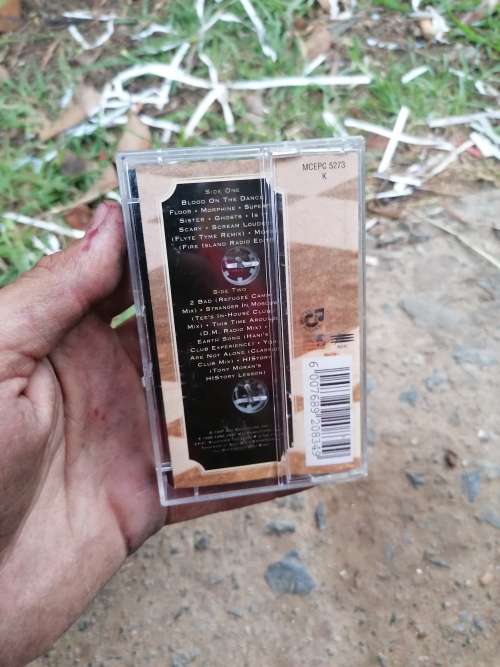 SIDE ONE
BLOOD ON THE DANCE
FLOOR • MORPHINE • SUPER
SISTER • GHOSTS • IS
SCARY • SCREAM LOUDER
(FLYTE TYME REMIX) •
(FIRE ISLAND RADIO EDIT)
SIDE TWO
2 BAD (REFUGEE CAMP
MIX) • STRANGER IN MOSCOW
(TEE'S IN-HOUSE CLUB
MIX) • THIS TIME AROUND
(D.M. RADIO MIX) •
EARTH SONG (HANI'S
CLUB EXPERIENCE) • YOU
ARE NOT ALONE (CLASSIC
CLUB MIX) • HISTORY
(TONY MORAN'S
HISTORY LESSON)
MCEPC 5273
K
6 007689 208349